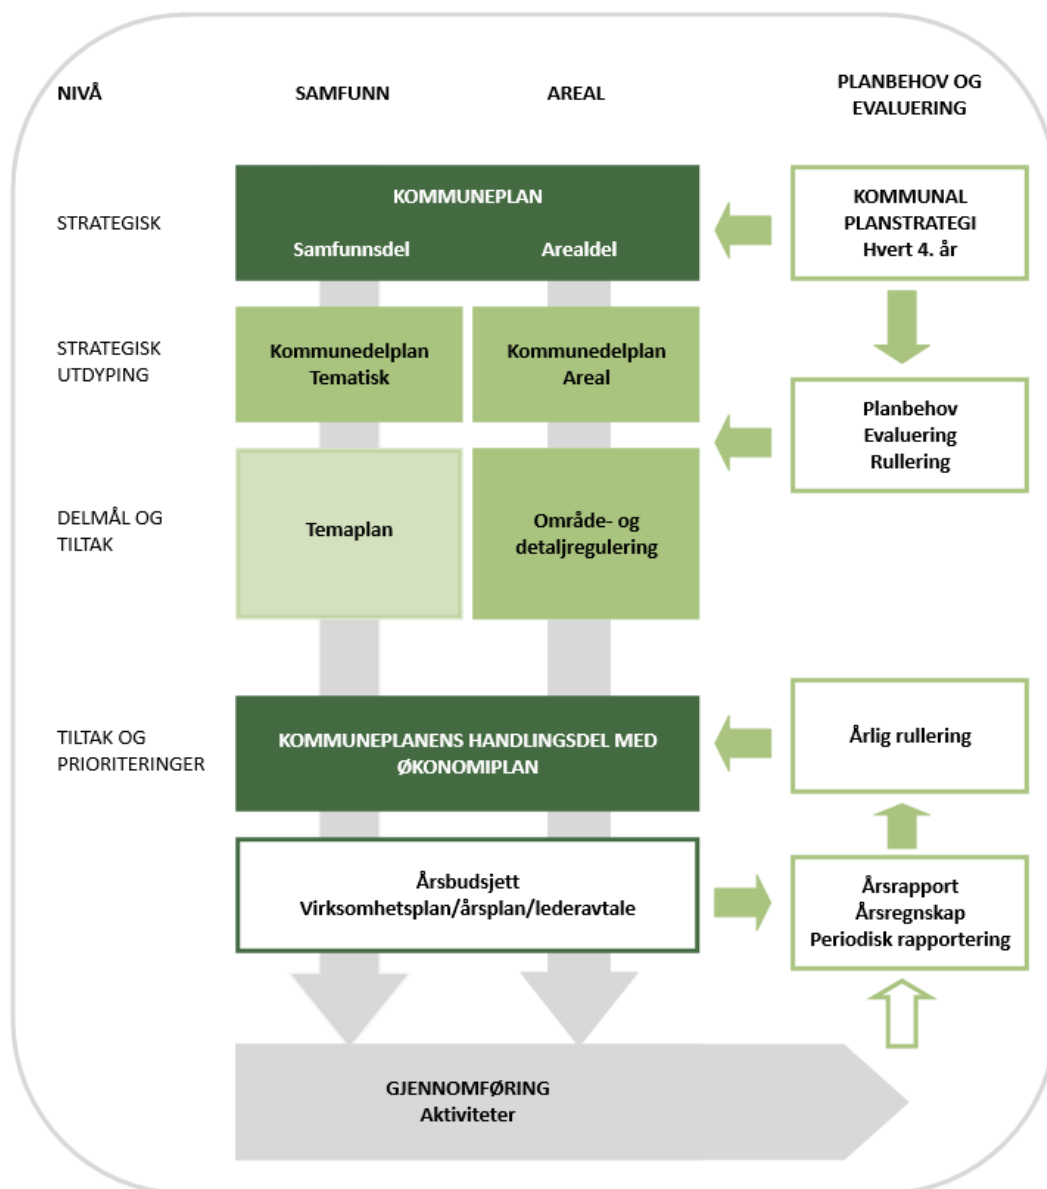 NIVÅ
SAMFUNN
AREAL
PLANBEHOV OG
EVALUERING
STRATEGISK
KOMMUNEPLAN
Samfunnsdel
Arealdel
KOMMUNAL
PLANSTRATEGI
Hvert 4. år
STRATEGISK
UTDYPING
Kommunedelplan
Tematisk
Kommunedelplan
Areal
Planbehov
Evaluering
Rullering
DELMÅL OG
TILTAK
Temaplan
Område- og
detaljregulering
TILTAK OG
PRIORITERINGER
KOMMUNEPLANENS HANDLINGSDEL MED
ØKONOMIPLAN
Årlig rullering
Årsbudsjett
Virksomhetsplan/årsplan/lederavtale
Årsrapport
Årsregnskap
Periodisk rapportering
GJENNOMFØRING
Aktiviteter